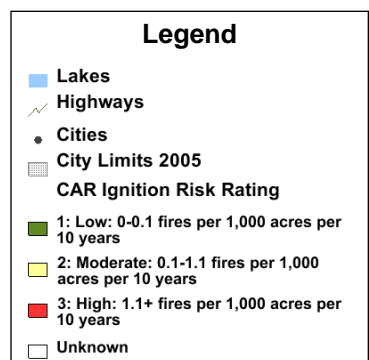 Legend
Lakes
Highways
Cities
City Limits 2005
CAR Ignition Risk Rating
1: Low: 0-0.1 fires per 1,000 acres per
10 years
2: Moderate: 0.1-1.1 fires per 1,000
acres per 10 years
3: High: 1.1+ fires per 1,000 acres per
10 years
Unknown